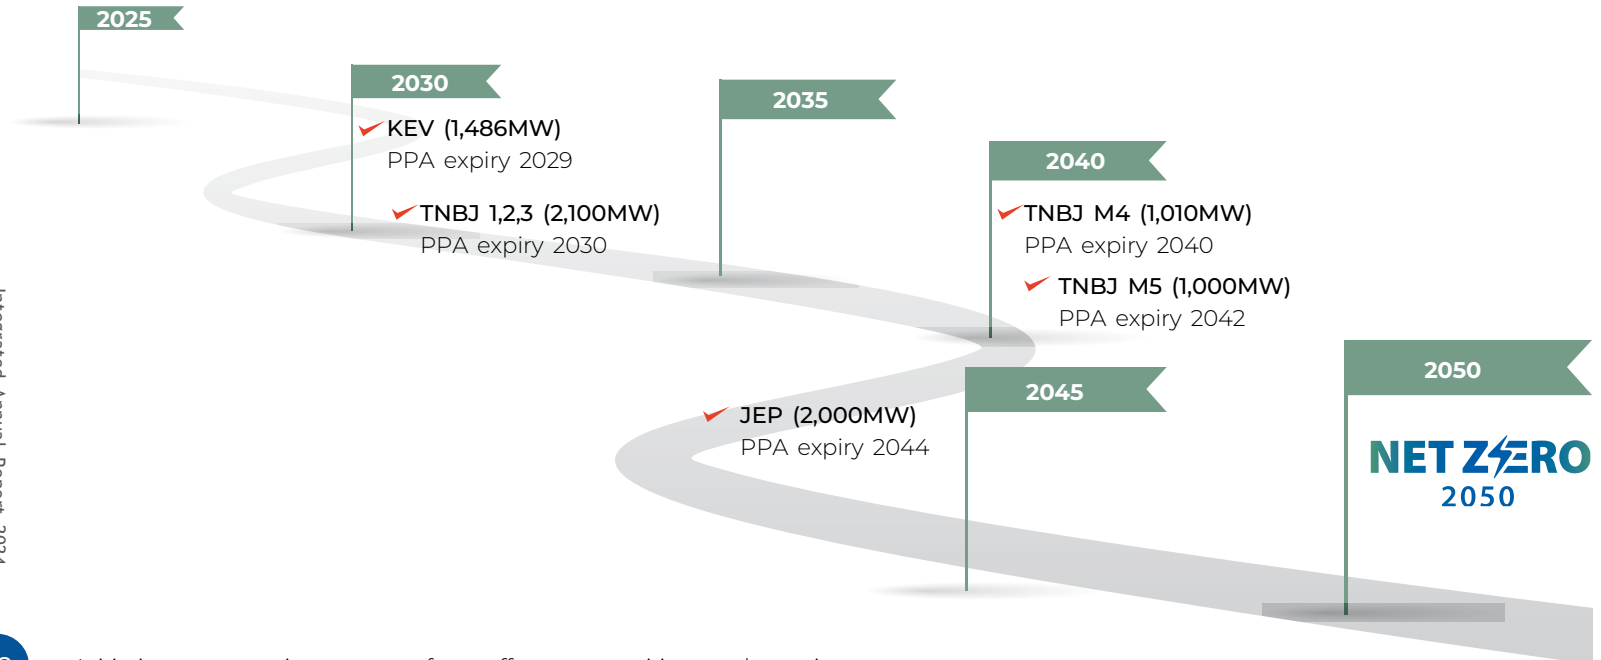 2025
2030
KEV (1,486MW)
PPA expiry 2029
TNBJ 1,2,3 (2,100MW)
PPA expiry 2030
2035
2040
TNBJ M4 (1,010MW)
PPA expiry 2040
TNBJ M5 (1,000MW)
PPA expiry 2042
2045
JEP (2,000MW)
PPA expiry 2044
2050
NET ZERO
2050